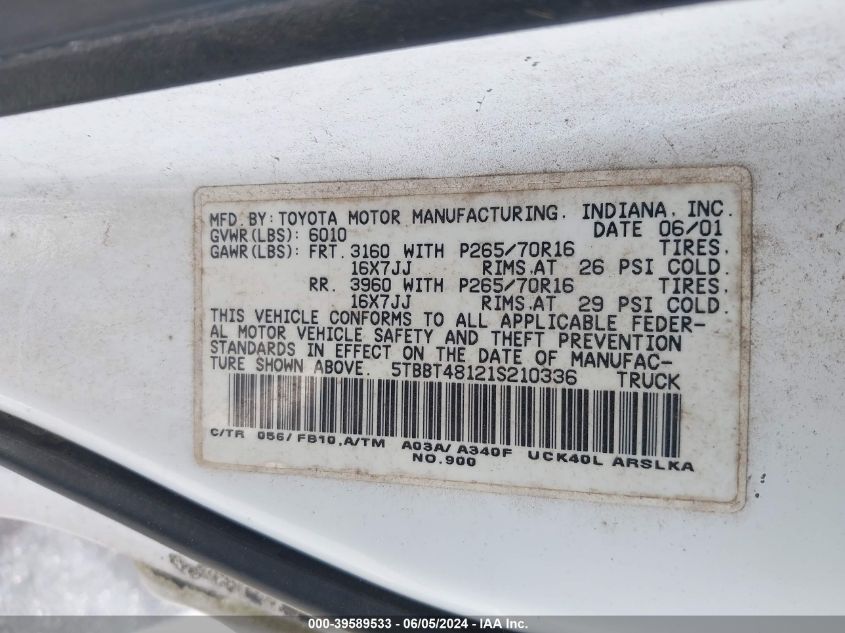 MFD. BY: TOYOTA MOTOR MANUFACTURING. INDIANA, INC.
GVWR(LBS): 6010 DATE 06/01
GAWR(LBS): FRT. 3160 WITH P265/70R16 TIRES.
16X7JJ RIMS.AT 26 PSI COLD.
RR. 3960 WITH P265/70R16 TIRES.
16X7JJ RIMS.AT 29 PSI COLD.
THIS VEHICLE CONFORMS TO ALL APPLICABLE FEDER-
AL MOTOR VEHICLE SAFETY AND THEFT PREVENTION
STANDARDS IN EFFECT ON THE DATE OF MANUFAC-
TURE SHOWN ABOVE. 5TBBT48121S210336 TRUCK
C/TR 056/ FB10,A/TM A03A/ A340F UCK40L ARSLKA
NO.900
000-39589533 - 06/05/2024 - IAA Inc.